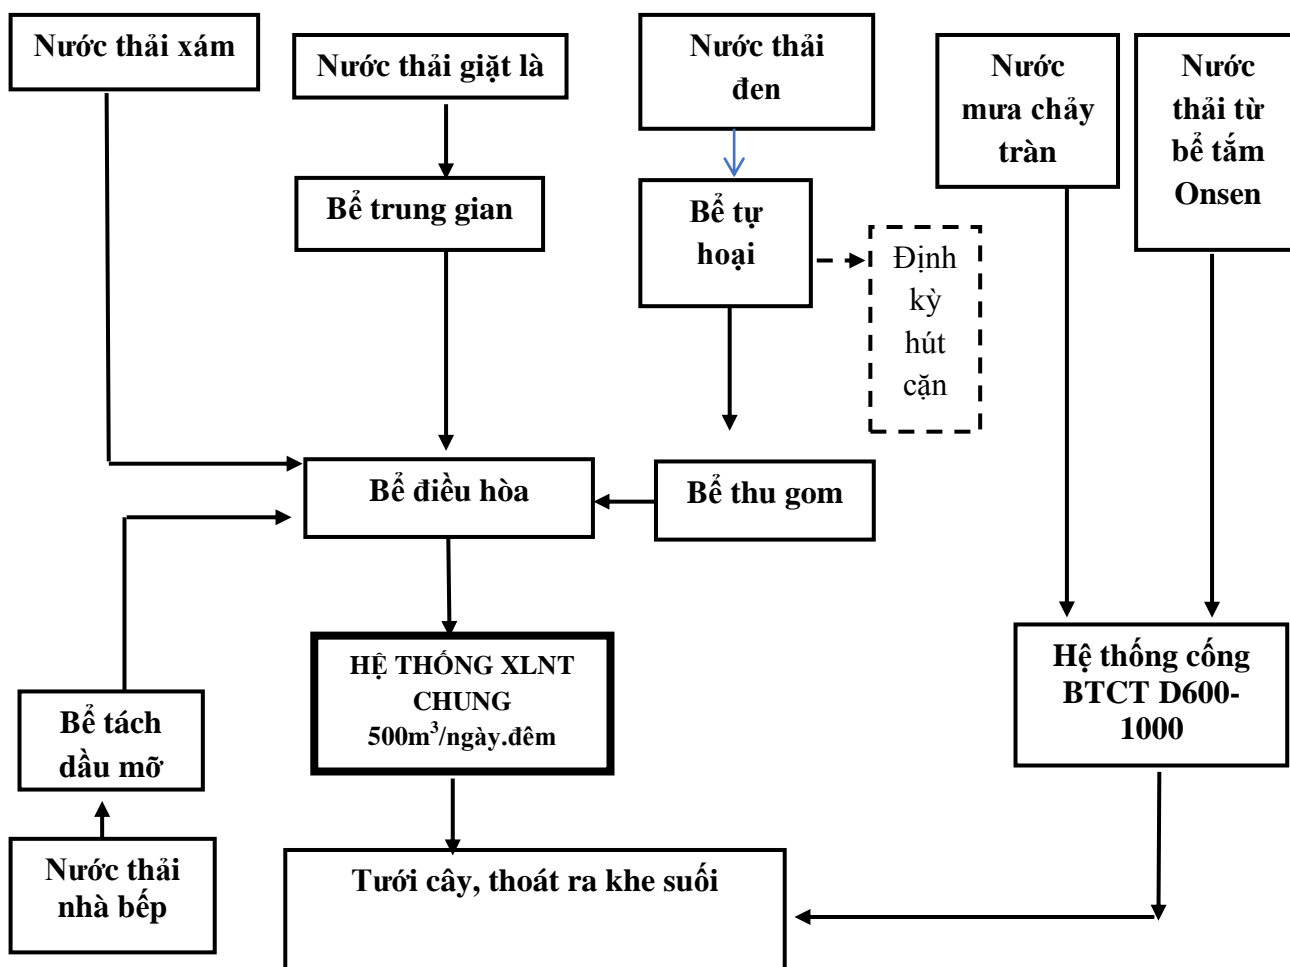 Nước thải xám
Nước thải giặt là
Nước thải
đen
Nước
mưa chảy
tràn
Nước
thải từ
bể tắm
Onsen
Bể trung gian
Bể tự
hoại
Định
kỳ
hút
cặn
Bể điều hòa
Bể thu gom
HỆ THỐNG XLNT
CHUNG
500m³/ngày.đêm
Hệ thống cống
BTCT D600-
1000
Bể tách
dầu mỡ
Nước thải
nhà bếp
Tưới cây, thoát ra khe suối